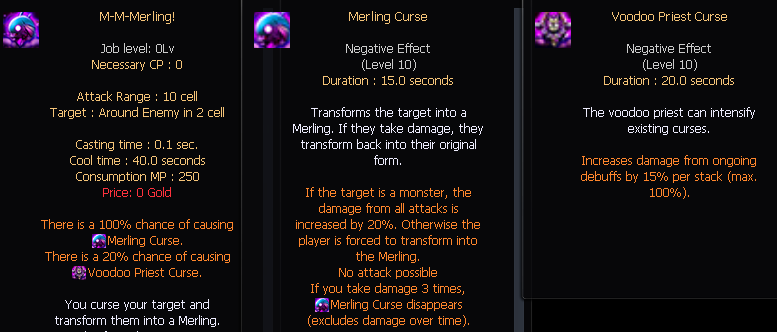 M-M-Merling!
Job level: 0Lv
Necessary CP : 0
Attack Range : 10 cell
Target : Around Enemy in 2 cell
Casting time : 0.1 sec.
Cool time : 40.0 seconds
Consumption MP : 250
Price: 0 Gold
There is a 100% chance of causing
Merling Curse.
There is a 20% chance of causing
Voodoo Priest Curse.
You curse your target and
transform them into a Merling.
Merling Curse
Negative Effect
(Level 10)
Duration : 15.0 seconds
Transforms the target into a
Merling. If they take damage, they
transform back into their original
form.
If the target is a monster, the
damage from all attacks is
increased by 20%. Otherwise the
player is forced to transform into
the Merling.
No attack possible
If you take damage 3 times,
Merling Curse disappears
(excludes damage over time).
Voodoo Priest Curse
Negative Effect
(Level 10)
Duration : 20.0 seconds
The voodoo priest can intensify
existing curses.
Increases damage from ongoing
debuffs by 15% per stack (max.
100%).